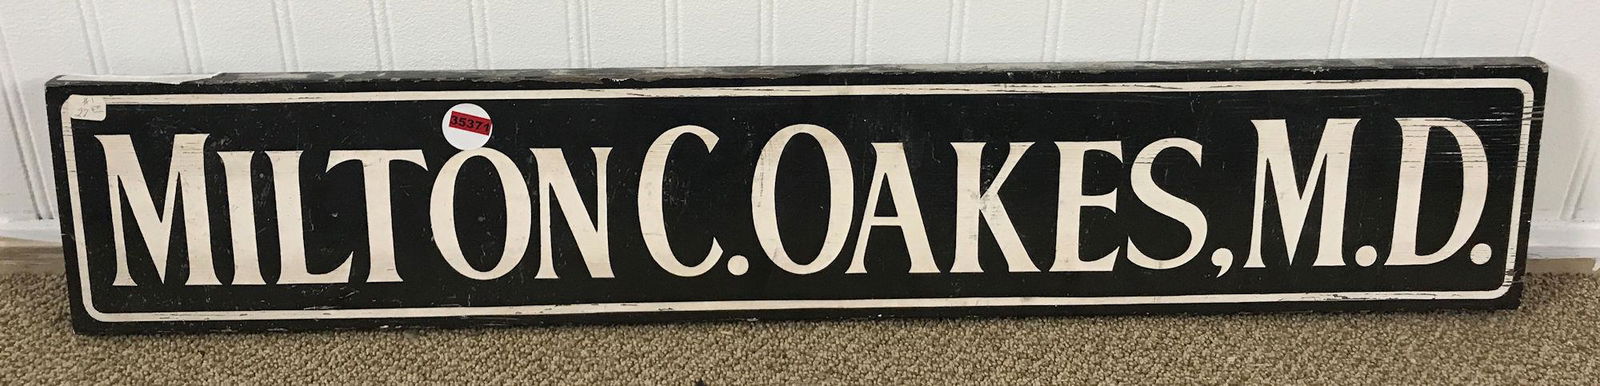 35371
MILTON C. OAKES, M.D.